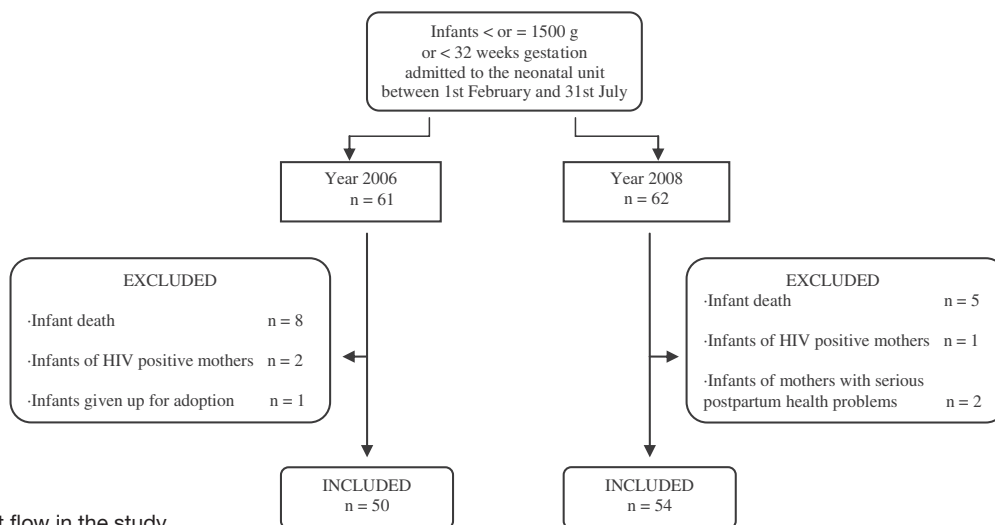 Infants < or = 1500 g
or < 32 weeks gestation
admitted to the neonatal unit
between 1st February and 31st July
Year 2006
n = 61
Year 2008
n = 62
EXCLUDED
·Infant death n = 8
·Infants of HIV positive mothers n = 2
·Infants given up for adoption n = 1
EXCLUDED
·Infant death n = 5
·Infants of HIV positive mothers n = 1
·Infants of mothers with serious
postpartum health problems n = 2
INCLUDED
n = 50
INCLUDED
n = 54
flow in the study